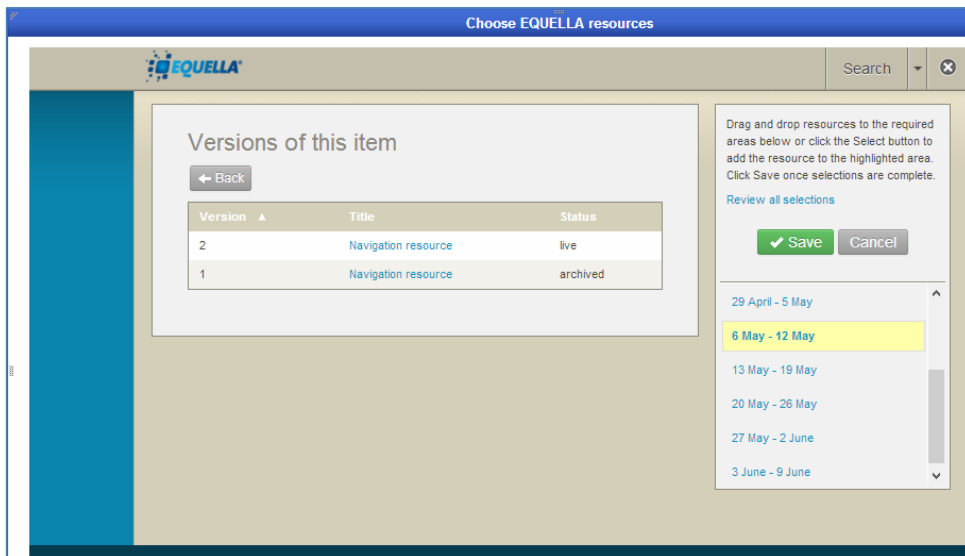 Choose EQUELLA resources
EQUELLA
Search
Versions of this item
Back
Version Title Status
2 Navigation resource live
1 Navigation resource archived
Drag and drop resources to the required
areas below or click the Select button to
add the resource to the highlighted area.
Click Save once selections are complete.
Review all selections
Save Cancel
29 April - 5 May
6 May - 12 May
13 May - 19 May
20 May - 26 May
27 May - 2 June
3 June - 9 June